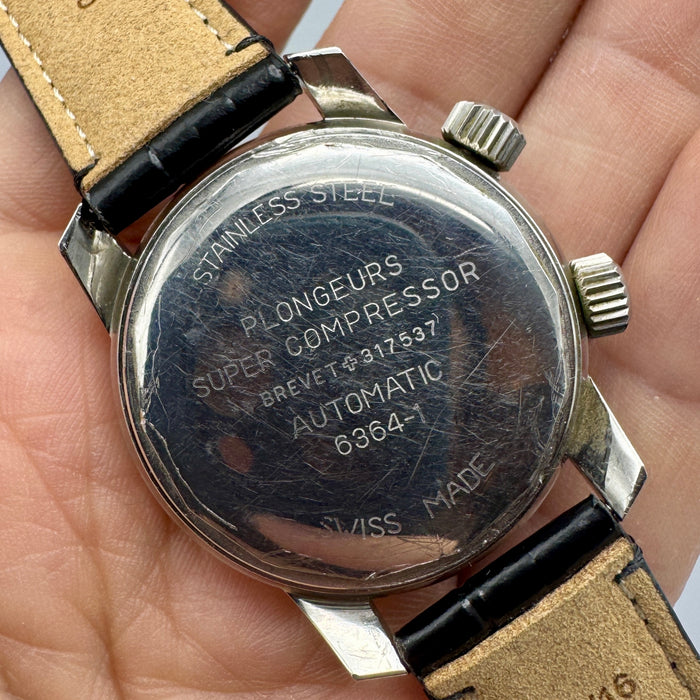 STAINLESS STEEL
PLONGEURS
SUPER COMPRESSOR
BREVET ✙ 317537
AUTOMATIC
6364-1
SWISS MADE